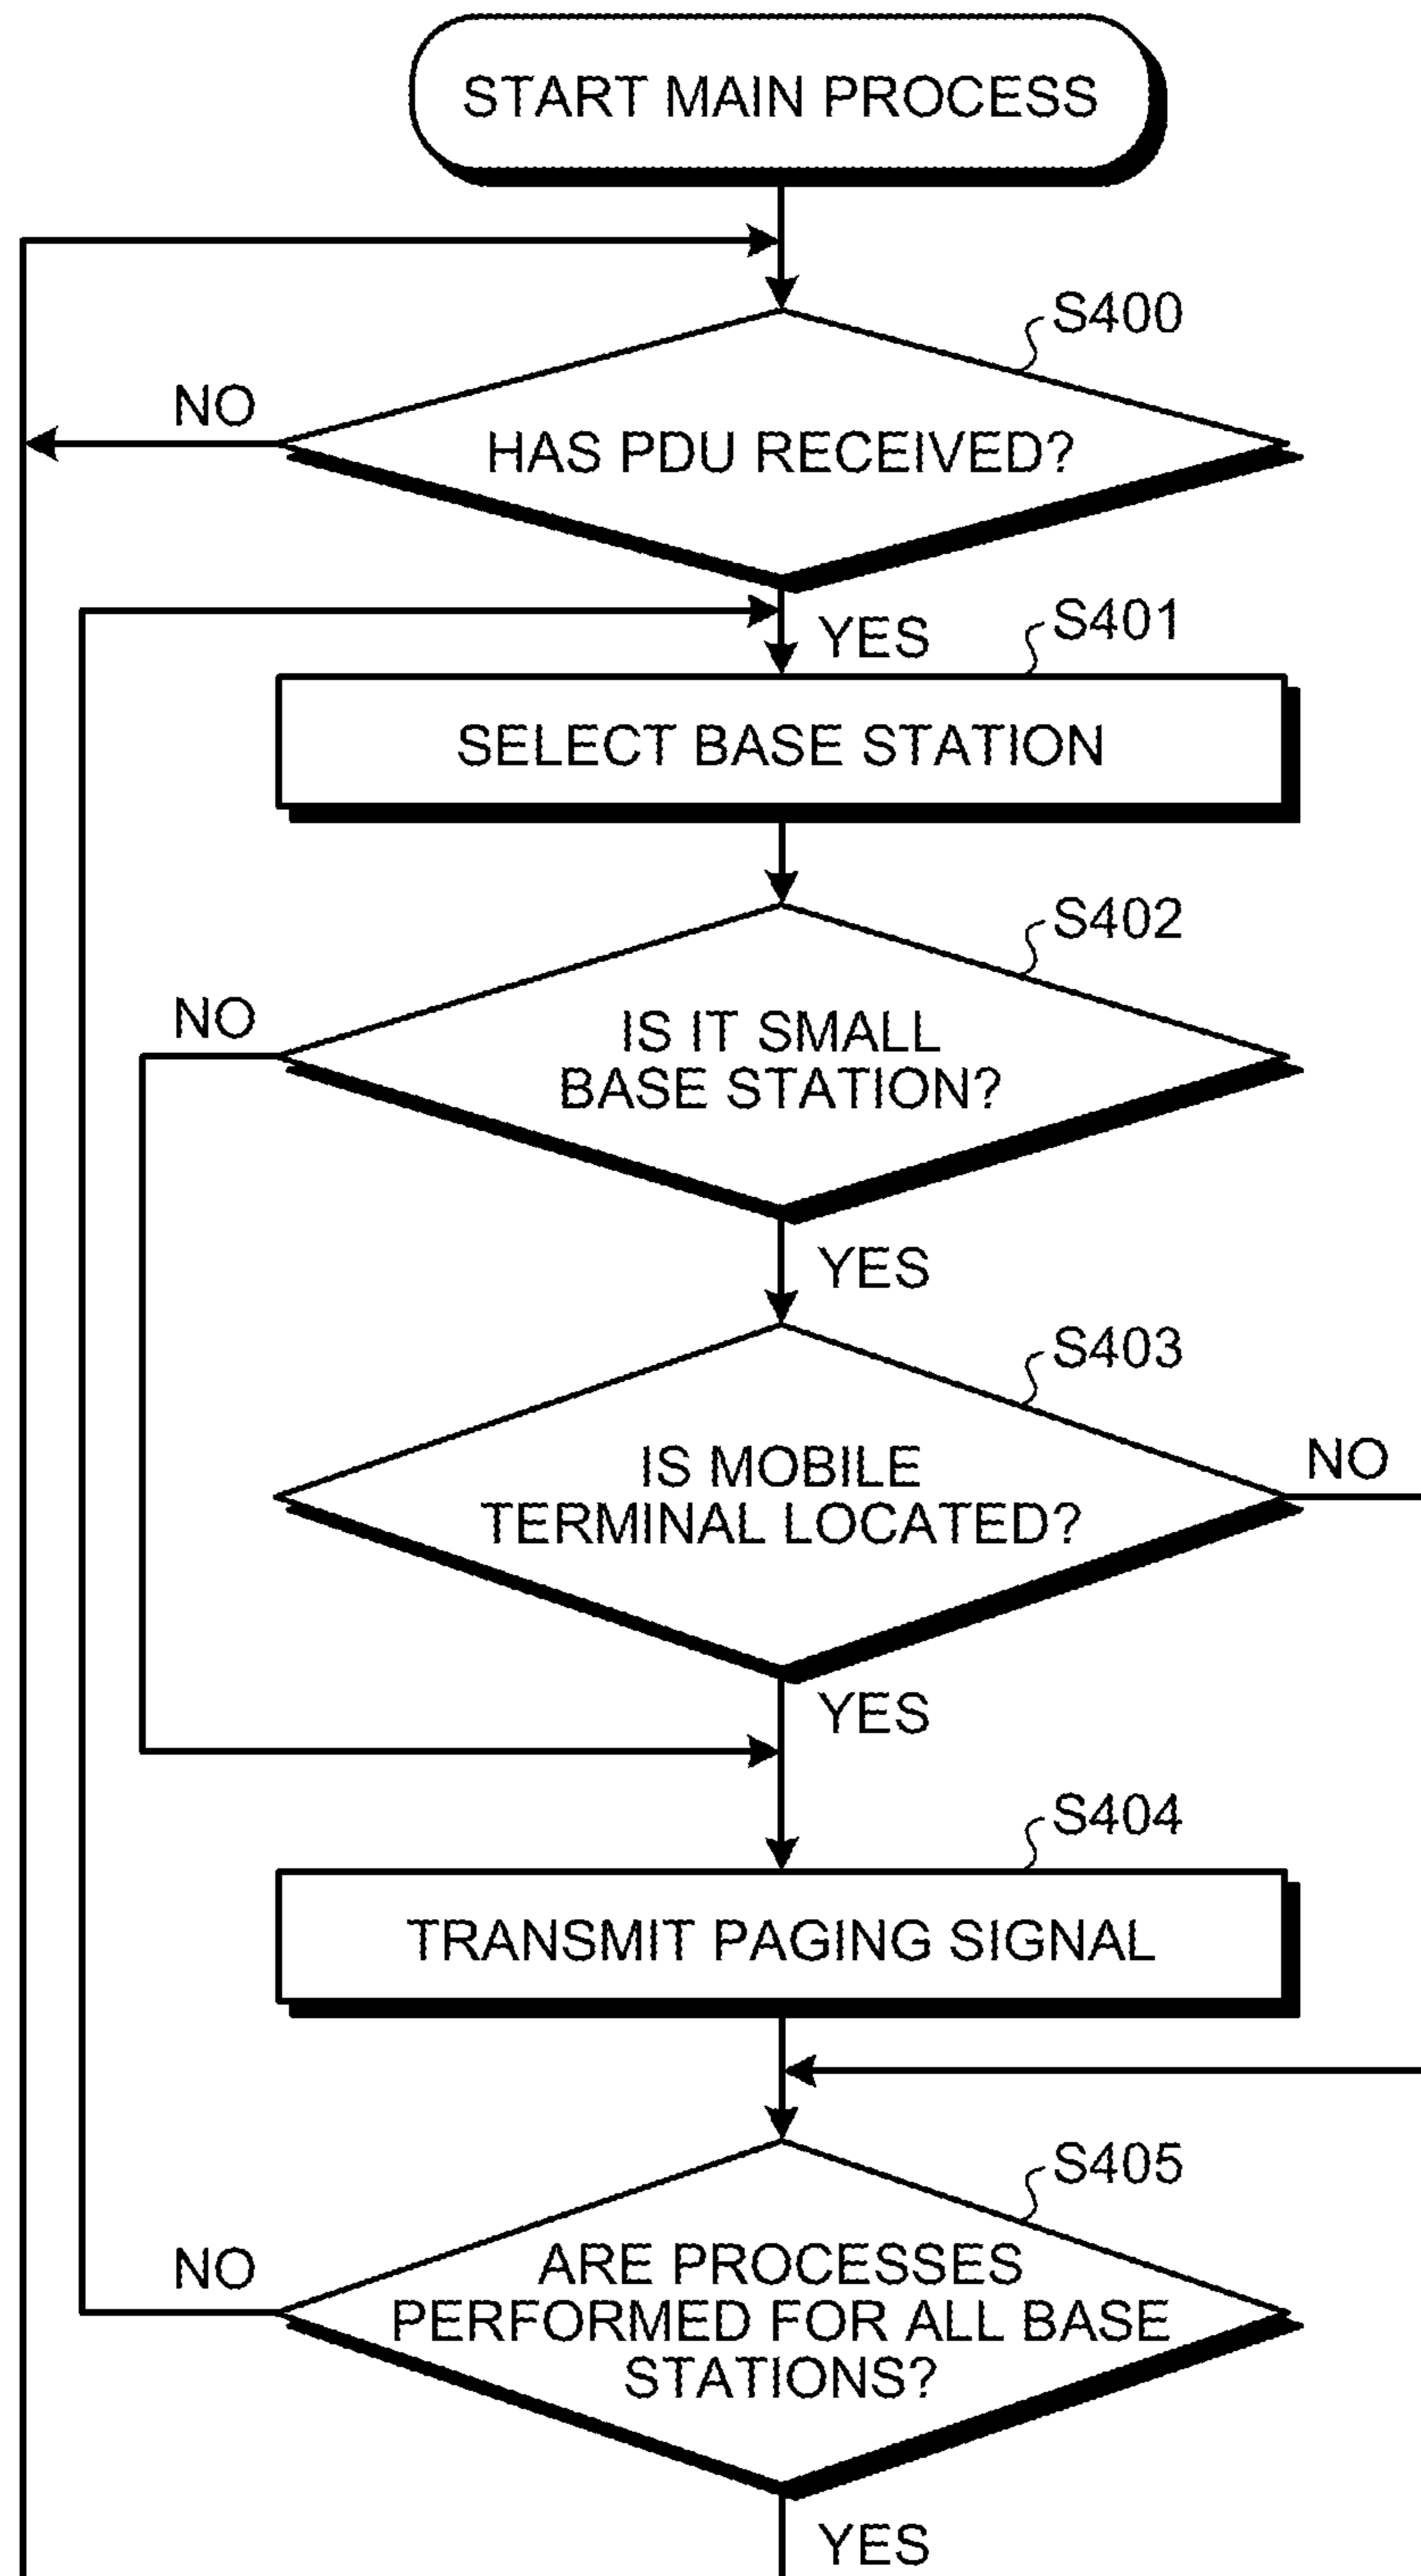 START MAIN PROCESS
S400
NO
HAS PDU RECEIVED?
YES
S401
SELECT BASE STATION
S402
NO
IS IT SMALL
BASE STATION?
YES
S403
NO
IS MOBILE
TERMINAL LOCATED?
YES
S404
TRANSMIT PAGING SIGNAL
S405
NO
ARE PROCESSES
PERFORMED FOR ALL BASE
STATIONS?
YES